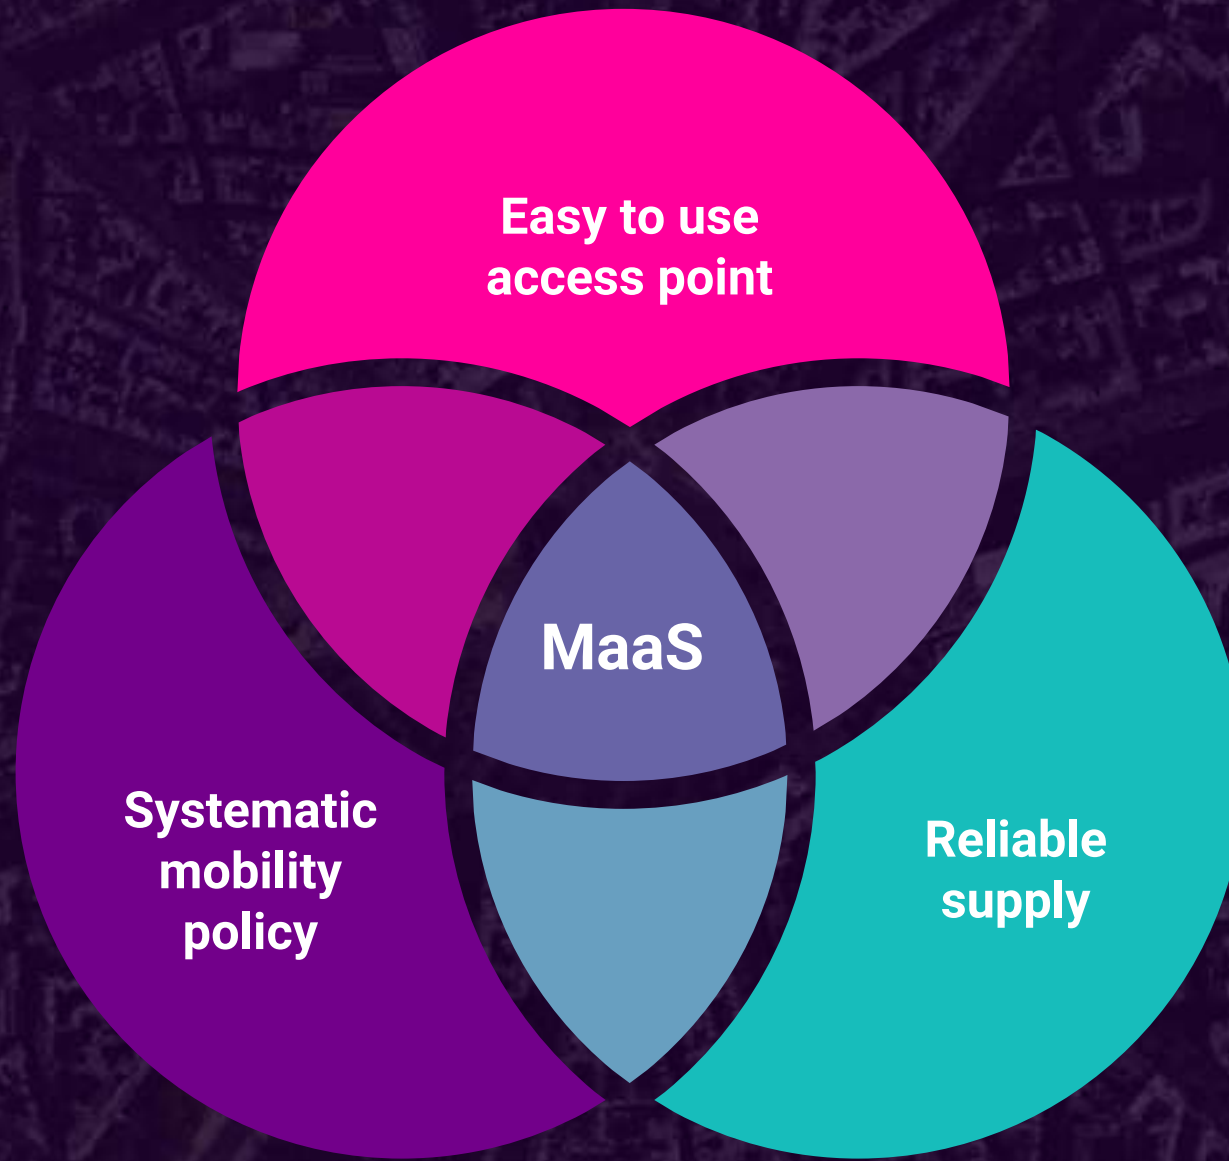 Easy to use
access point
MaaS
Systematic
mobility
policy
Reliable
supply